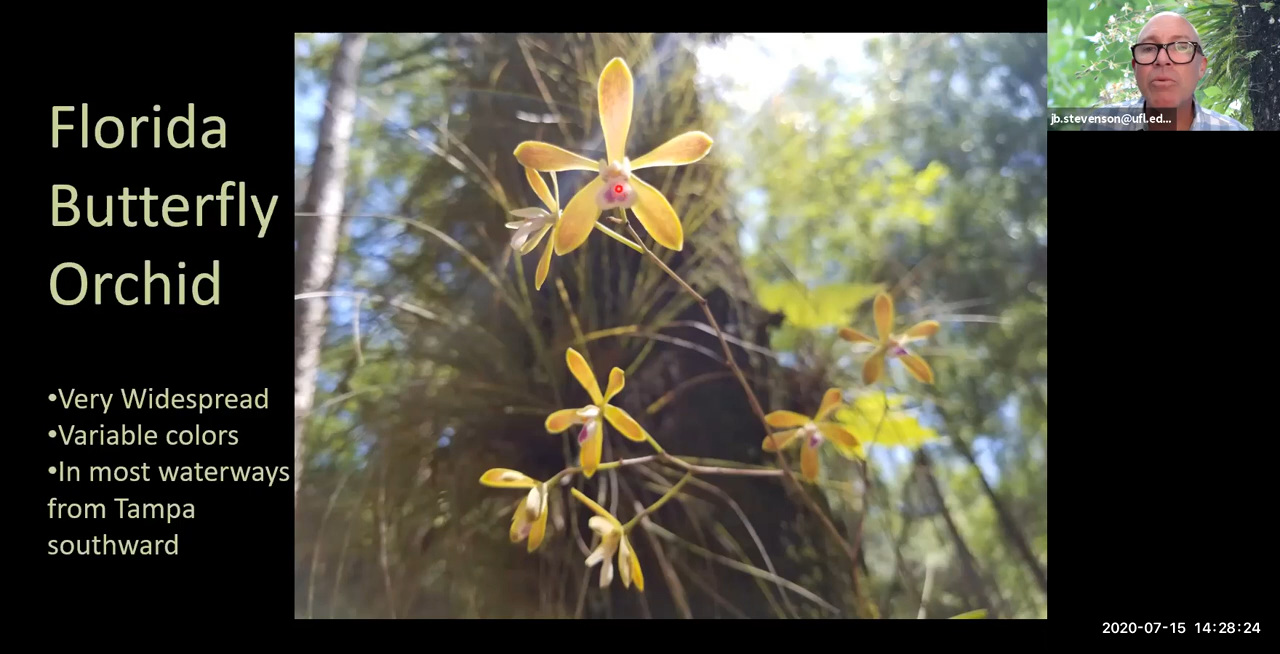 Florida
Butterfly
Orchid
•Very Widespread
•Variable colors
•In most waterways
from Tampa
southward
jb.stevenson@ufl.ed...
2020-07-15 14:28:24